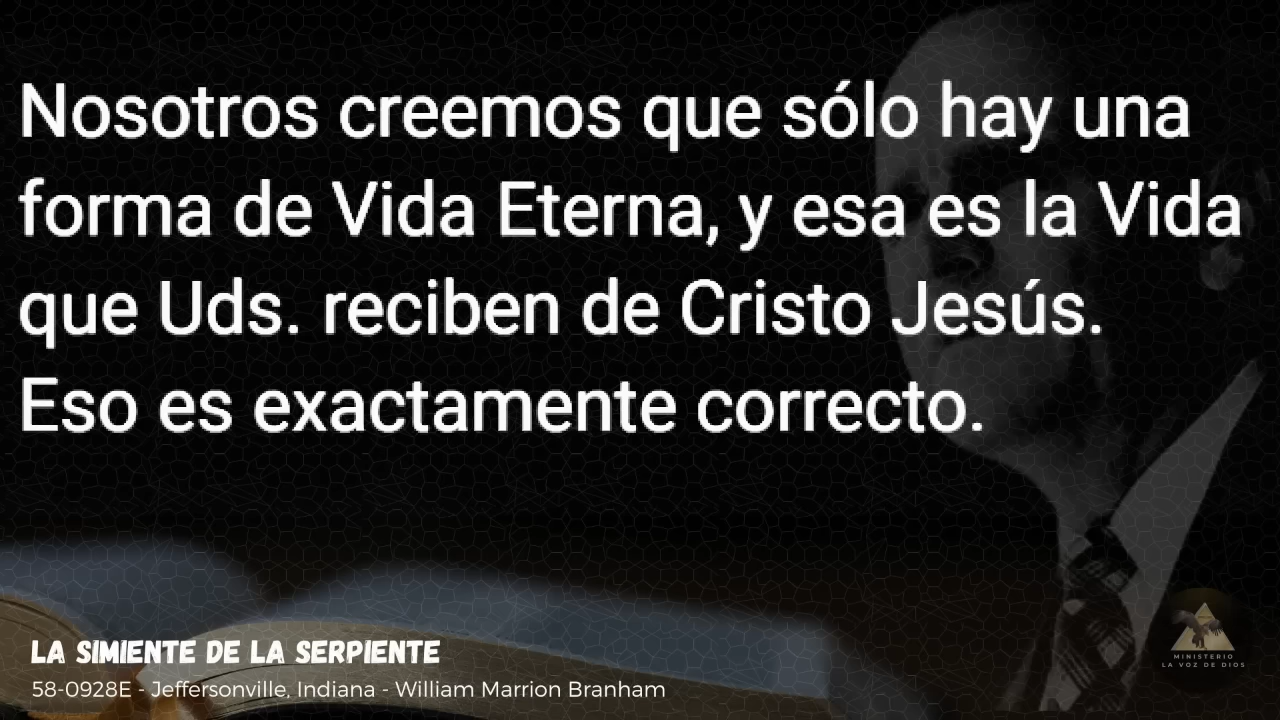 Nosotros creemos que sólo hay una
forma de Vida Eterna, y esa es la Vida
que Uds. reciben de Cristo Jesús.
Eso es exactamente correcto.
LA SIMIENTE DE LA SERPIENTE
58-0928E - Jeffersonville, Indiana - William Marrion Branham
MINISTERIO
LA VOZ DE DIOS